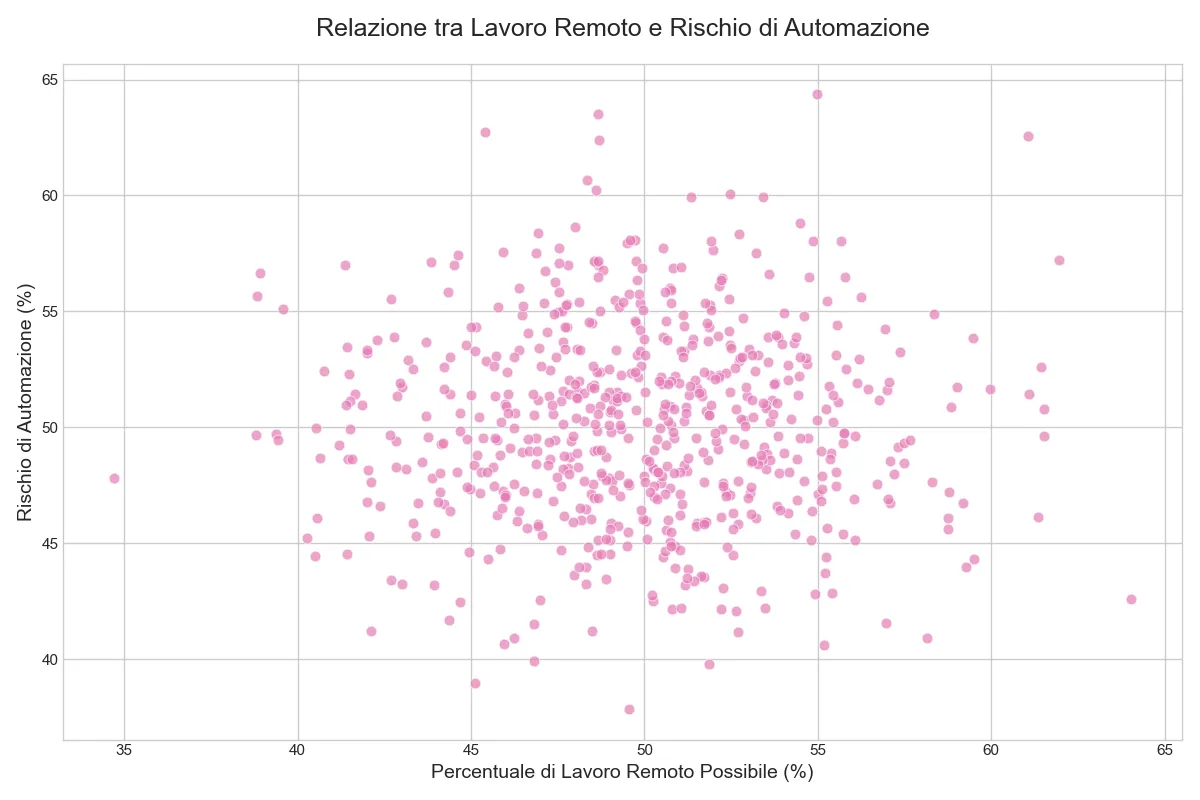 Relazione tra Lavoro Remoto e Rischio di Automazione
Rischio di Automazione (%)
65
60
55
50
45
40
35 40 45 50 55 60 65
Percentuale di Lavoro Remoto Possibile (%)